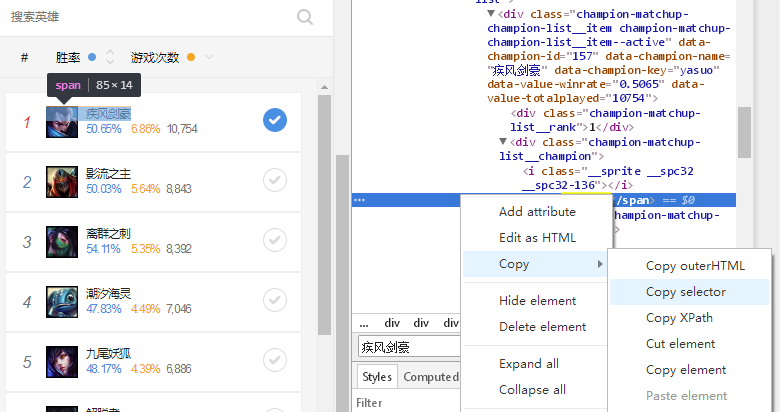 搜索英雄
# 胜率 游戏次数
span 85 × 14
1 疾风剑豪
50.65% 6.86% 10,754
2 影流之主
50.03% 5.64% 8,843
3 离群之刺
54.11% 5.35% 8,392
4 潮汐海灵
47.83% 4.49% 7,046
5 九尾妖狐
48.17% 4.39% 6,886
list">
▼<div class="champion-matchup-
champion-list__item champion-matchup-
champion-list__item--active" data-
champion-id="157" data-champion-name=
"疾风剑豪" data-champion-key="yasuo"
data-value-winrate="0.5065" data-
value-totalplayed="10754">
<div class="champion-matchup-
list__rank">1</div>
▼<div class="champion-matchup-
list__champion">
<i class="__sprite __spc32
__spc32-136"></i>
… /span> == $0
hampion-matchup-
>
Add attribute
Edit as HTML
Copy
Hide element
Delete element
Expand all
Collapse all
Copy outerHTML
Copy selector
Copy XPath
Cut element
Copy element
Paste element
... div div div
疾风剑豪
Styles Computed
Filter